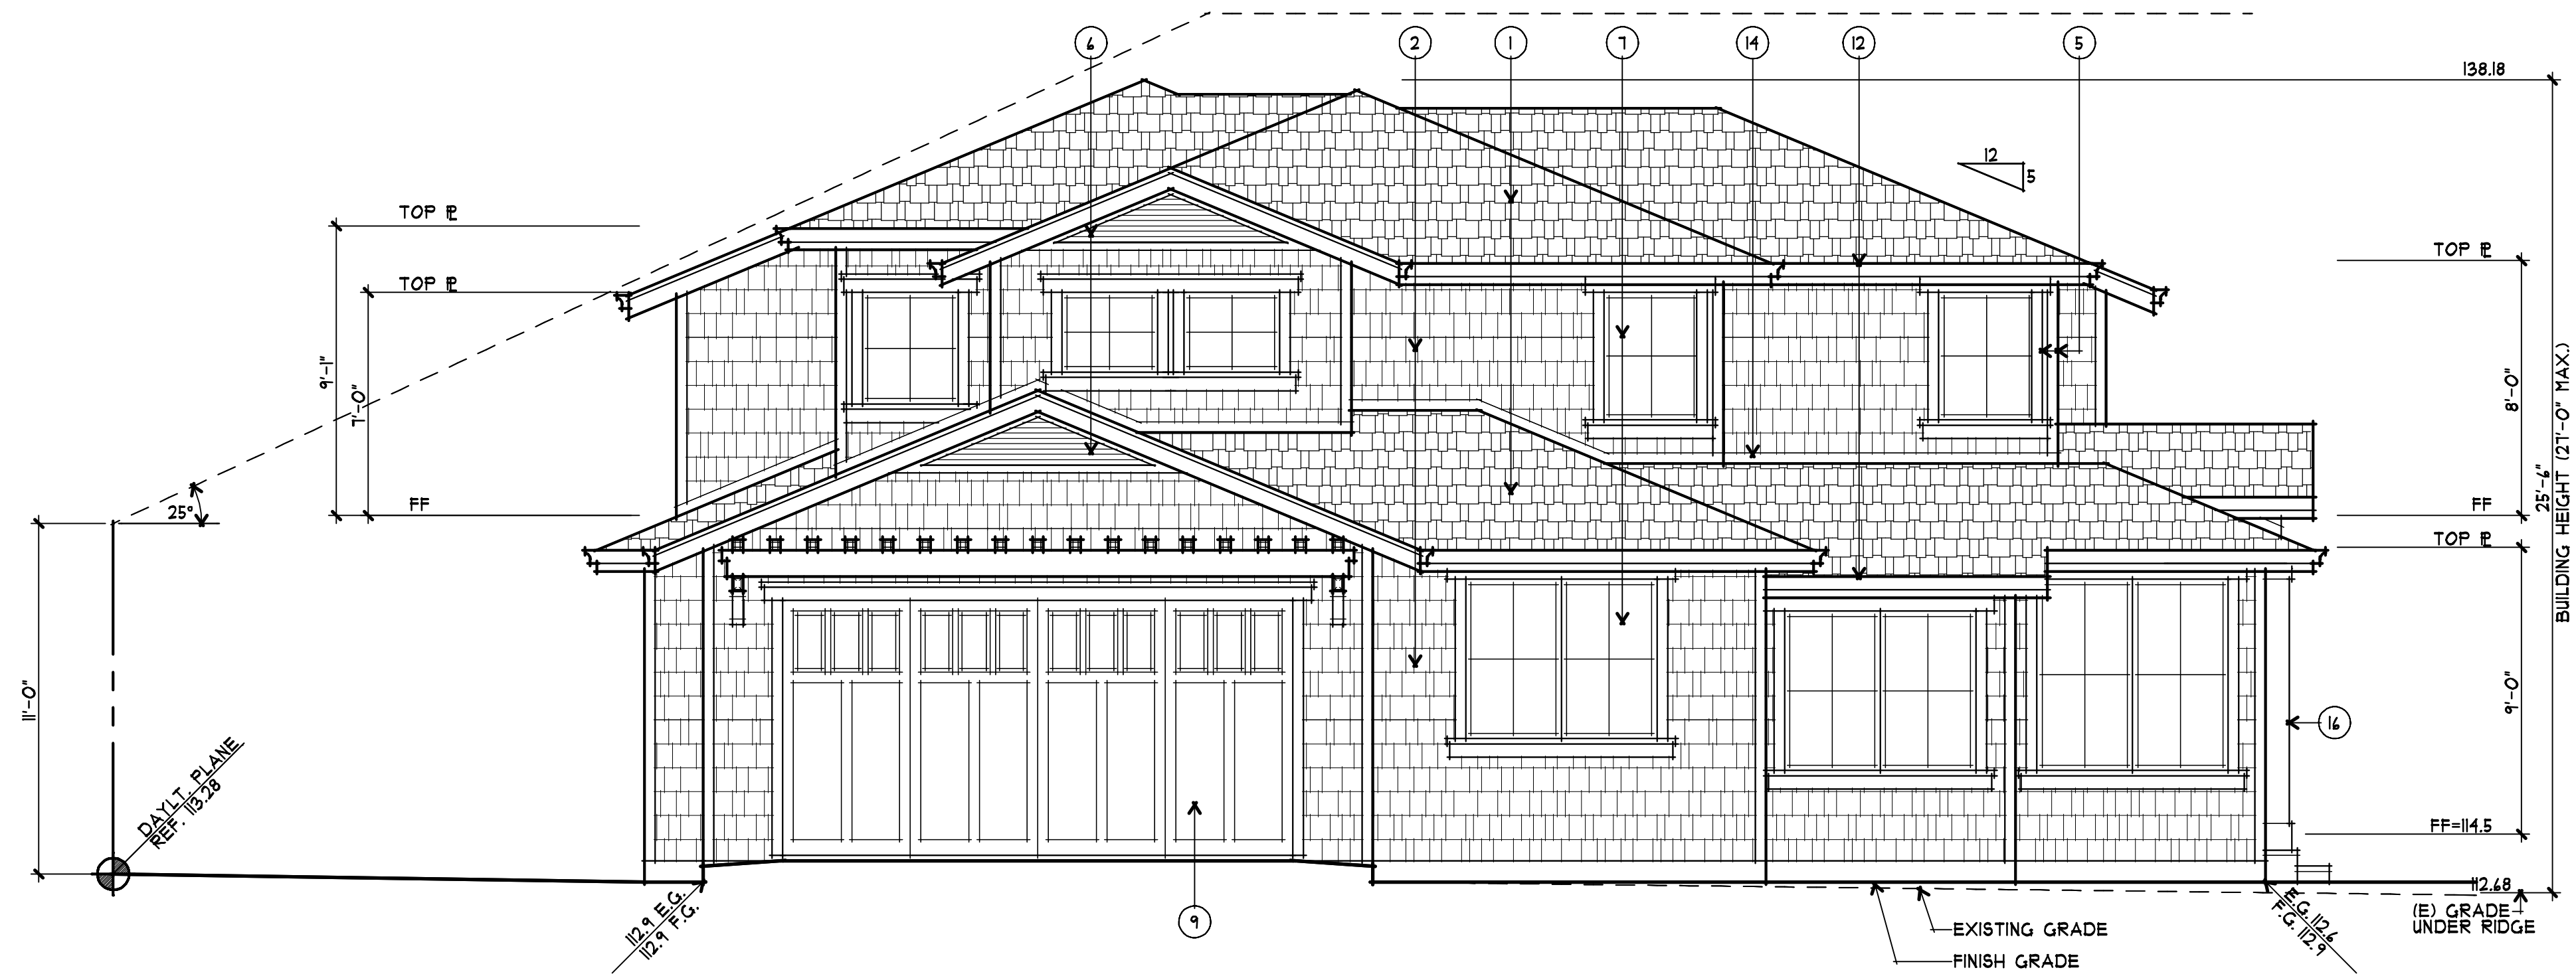 6
2
1
7
14
12
5
138.18
12
5
TOP PL
TOP PL
FF
9'-1"
7'-0"
25°
11'-0"
DAYLT. PLANE
REF. 113.28
TOP PL
FF
TOP PL
8'-0"
25'-6"
BUILDING HEIGHT (27'-0" MAX.)
9'-0"
16
FF=114.5
112.68
(E) GRADE
UNDER RIDGE
E.G. 112.6
F.G. 112.9
112.9 E.G.
112.9 F.G.
9
EXISTING GRADE
FINISH GRADE